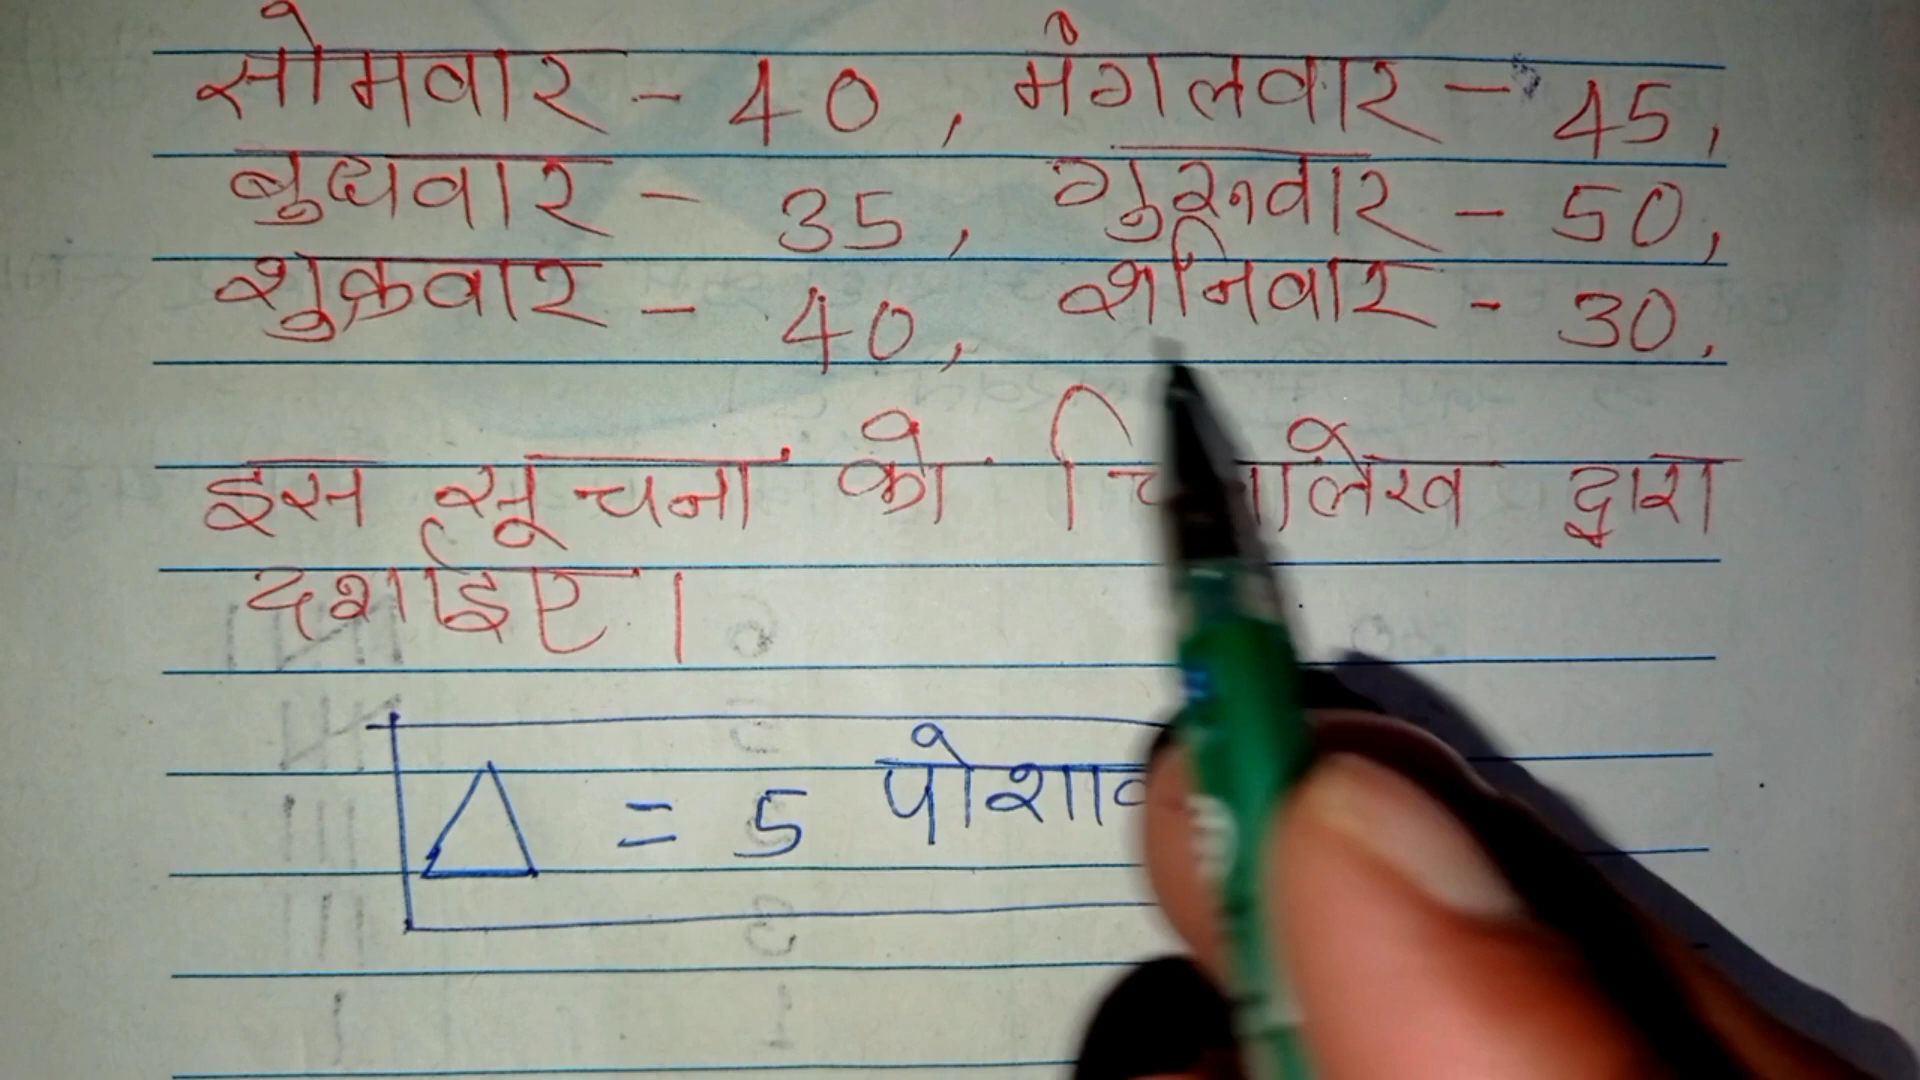 सोमवार - 40, मंगलवार - 45,
बुधवार - 35, गुरुवार - 50,
शुक्रवार - 40, शनिवार - 30.
इस सूचना को द्वारा
दर्शाइए।
△ = 5